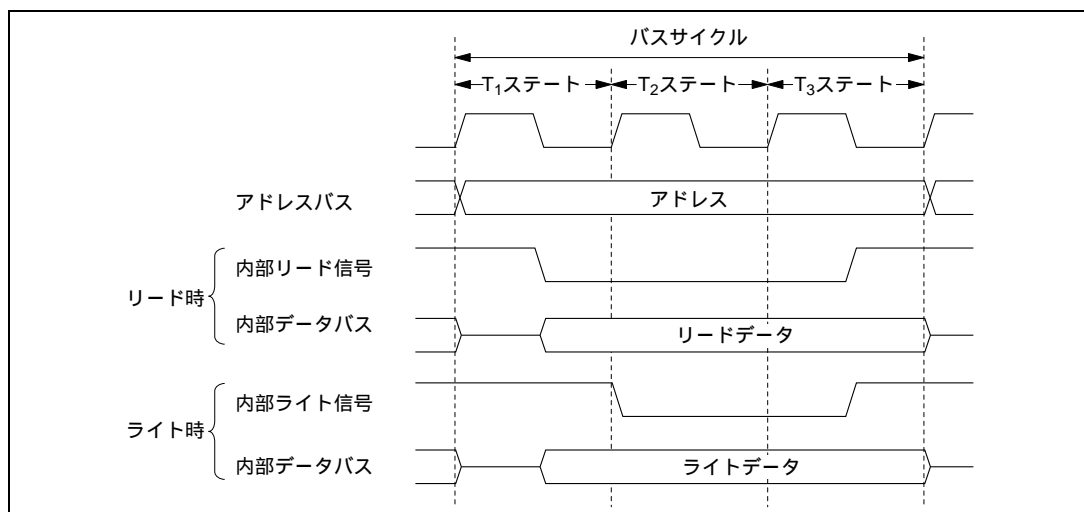 バスサイクル
T₁ステート T₂ステート T₃ステート
アドレスバス アドレス
リード時
内部リード信号
内部データバス リードデータ
ライト時
内部ライト信号
内部データバス ライトデータ